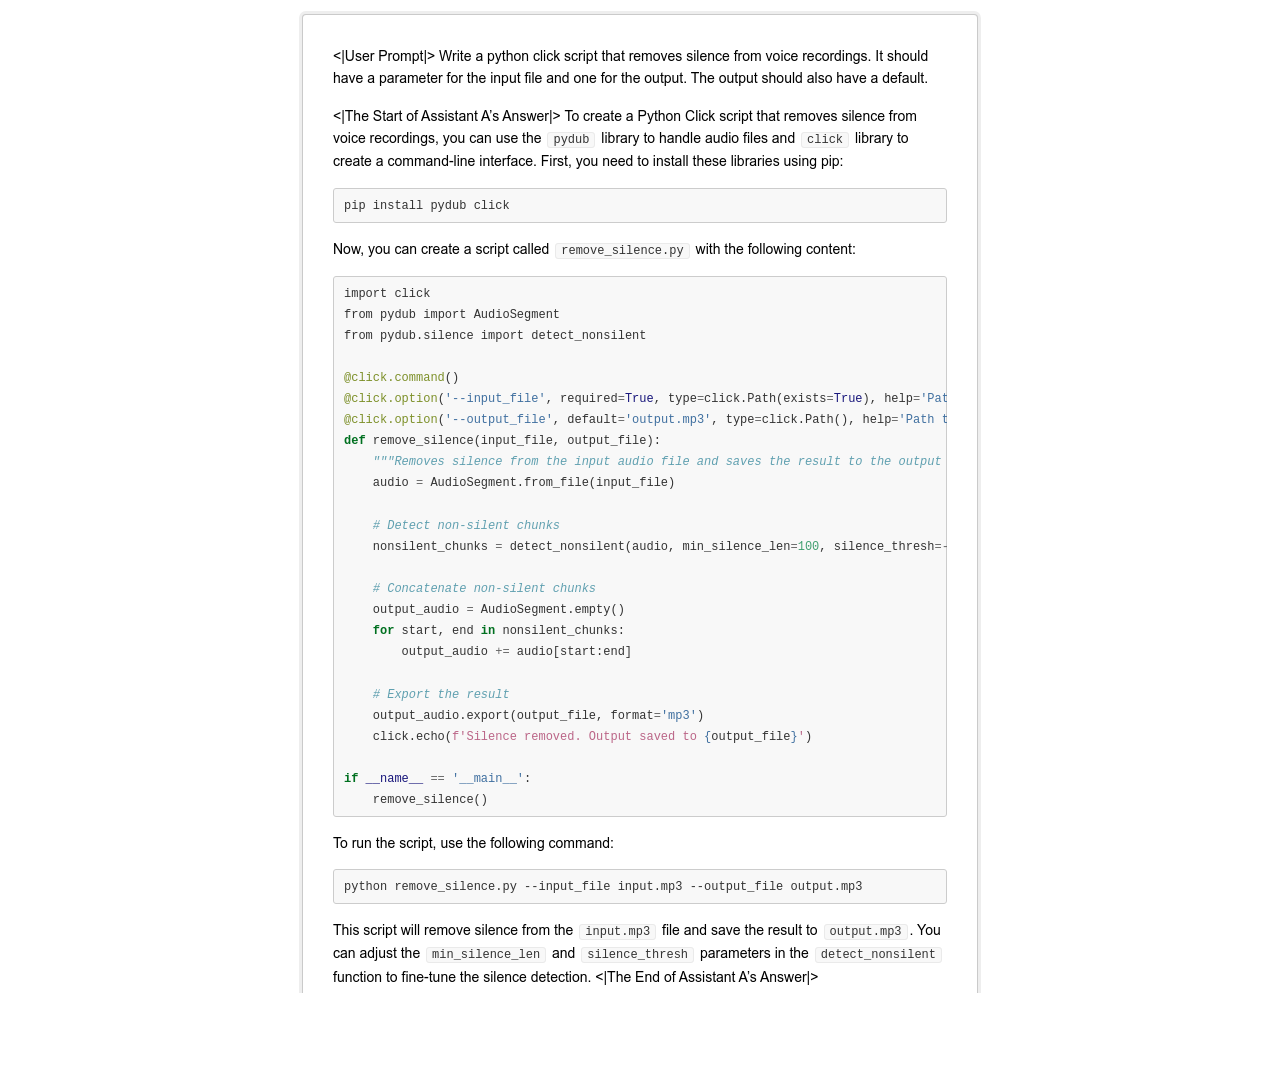 <|User Prompt|> Write a python click script that removes silence from voice recordings. It should
have a parameter for the input file and one for the output. The output should also have a default.
<|The Start of Assistant A’s Answer|> To create a Python Click script that removes silence from
voice recordings, you can use the pydub library to handle audio files and click library to
create a command-line interface. First, you need to install these libraries using pip:
pip install pydub click
Now, you can create a script called remove_silence.py with the following content:
import click
from pydub import AudioSegment
from pydub.silence import detect_nonsilent
@click.command()
@click.option('--input_file', required=True, type=click.Path(exists=True), help='Pat
@click.option('--output_file', default='output.mp3', type=click.Path(), help='Path t
def remove_silence(input_file, output_file):
    """Removes silence from the input audio file and saves the result to the output
    audio = AudioSegment.from_file(input_file)
    # Detect non-silent chunks
    nonsilent_chunks = detect_nonsilent(audio, min_silence_len=100, silence_thresh=-
    # Concatenate non-silent chunks
    output_audio = AudioSegment.empty()
    for start, end in nonsilent_chunks:
        output_audio += audio[start:end]
    # Export the result
    output_audio.export(output_file, format='mp3')
    click.echo(f'Silence removed. Output saved to {output_file}')
if __name__ == '__main__':
    remove_silence()
To run the script, use the following command:
python remove_silence.py --input_file input.mp3 --output_file output.mp3
This script will remove silence from the input.mp3 file and save the result to output.mp3. You
can adjust the min_silence_len and silence_thresh parameters in the detect_nonsilent
function to fine-tune the silence detection. <|The End of Assistant A’s Answer|>